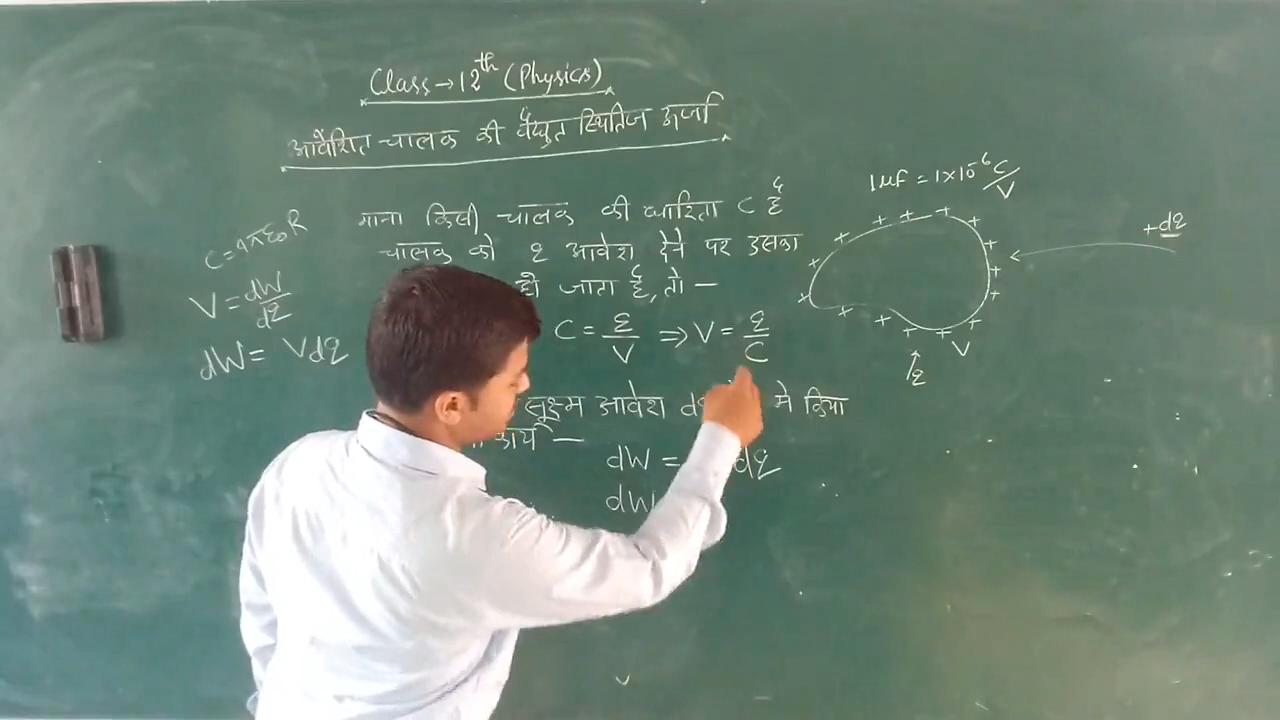 Class → 12th (Physics)
आवेशित चालक की वैद्युत स्थितिज ऊर्जा
1μf = 1×10⁻⁶ C/V
माना किसी चालक की धारिता C है
C=4πε₀R
चालक को q आवेश देने पर उसका
+dq
V = dW/dq
हो जाता है, तो —
C = q/V ⇒ V = q/C
dW = Vdq
V
q
सूक्ष्म आवेश में किया
कार्य —
dW = dq
dW